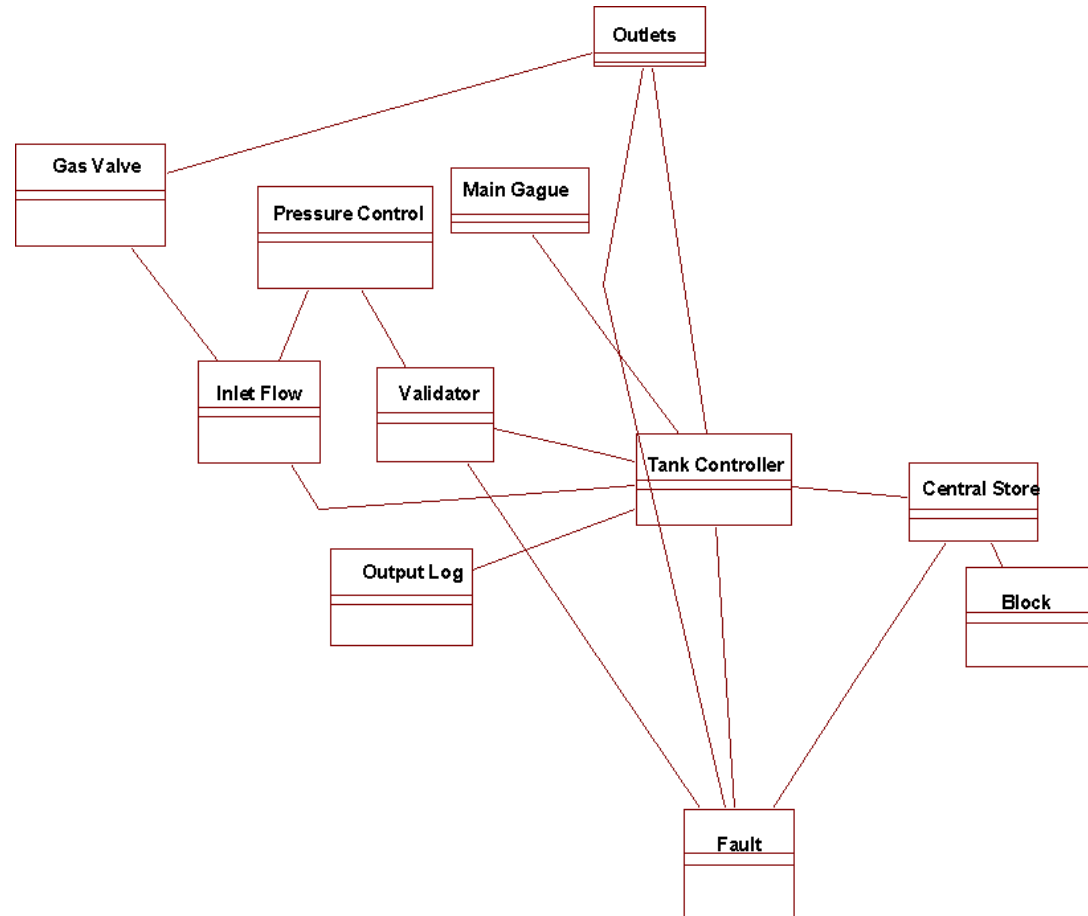 Outlets
Gas Valve
Main Gague
Pressure Control
Inlet Flow
Validator
Tank Controller
Central Store
Output Log
Block
Fault